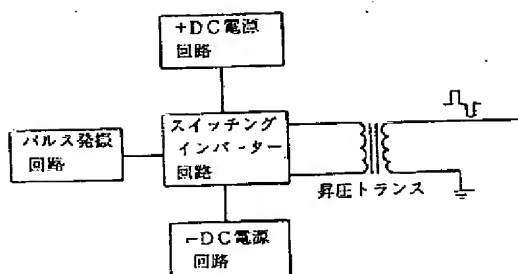 +DC電源
回路
スイッチング
インバーター
回路
パルス発振
回路
昇圧トランス
-DC電源
回路